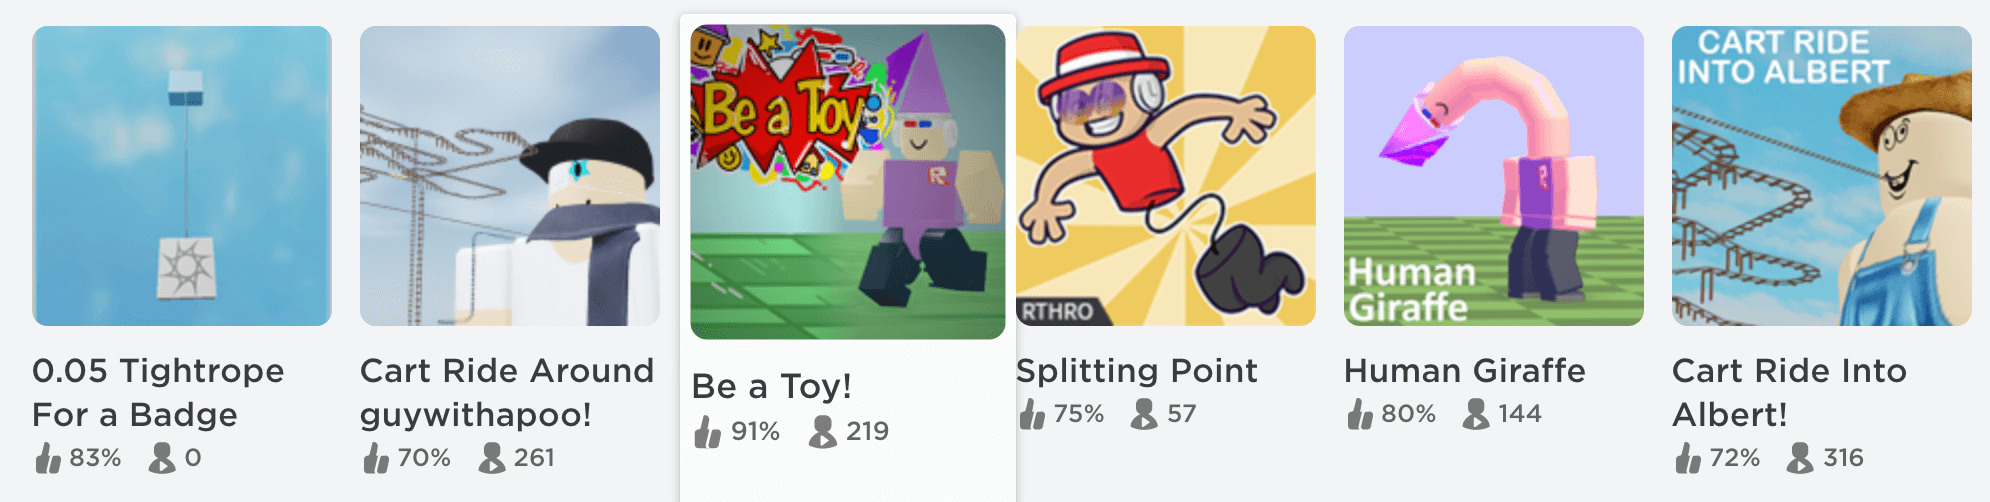 0.05 Tightrope
For a Badge
83% 0
Cart Ride Around
guywithapoo!
70% 261
Be a Toy
R
Be a Toy!
91% 219
RTHRO
Splitting Point
75% 57
Human
Giraffe
Human Giraffe
80% 144
CART RIDE
INTO ALBERT
Cart Ride Into
Albert!
72% 316